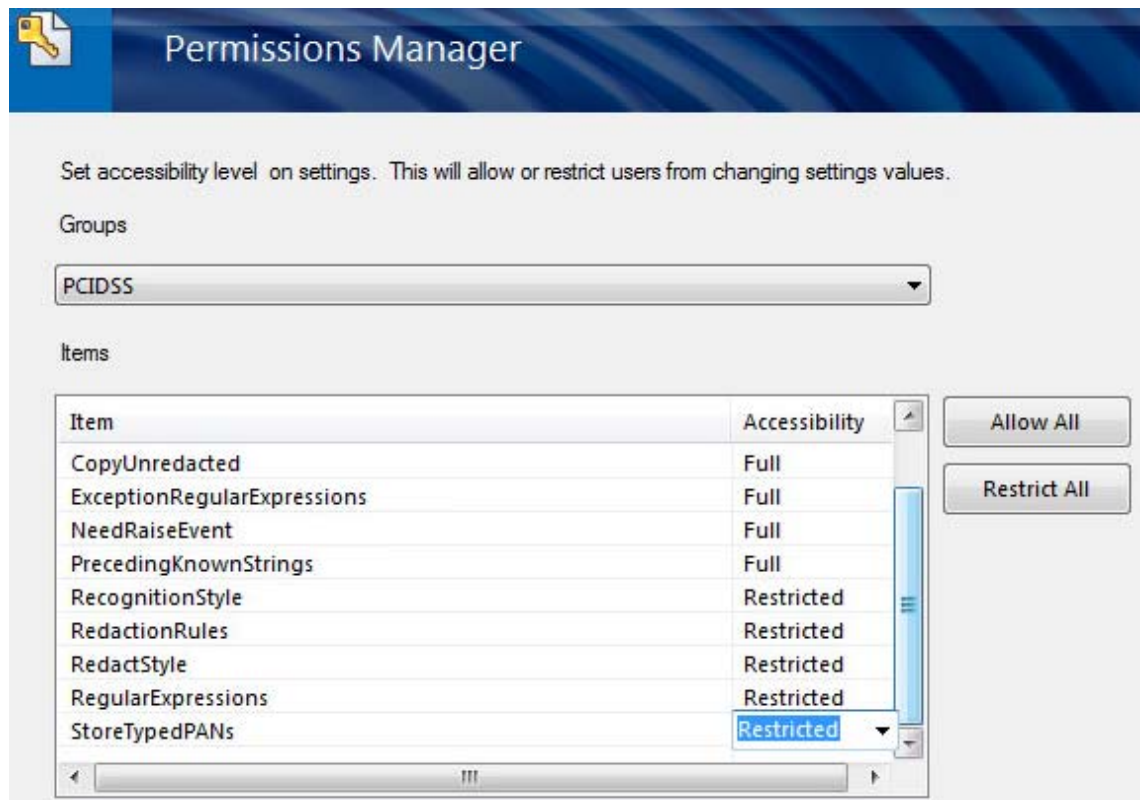 Permissions Manager
Set accessibility level on settings. This will allow or restrict users from changing settings values.
Groups
PCIDSS
Items
Item Accessibility
CopyUnredacted Full
ExceptionRegularExpressions Full
NeedRaiseEvent Full
PrecedingKnownStrings Full
RecognitionStyle Restricted
RedactionRules Restricted
RedactStyle Restricted
RegularExpressions Restricted
StoreTypedPANs Restricted
Allow All
Restrict All